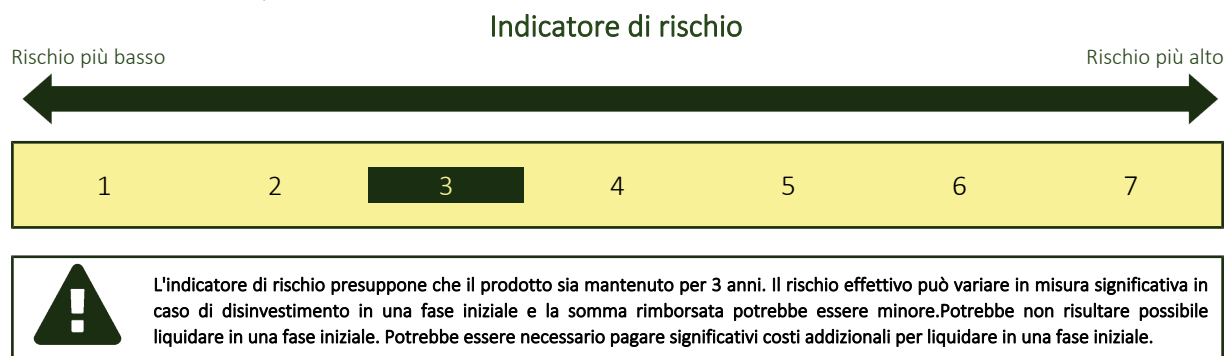 Indicatore di rischio
Rischio più basso
Rischio più alto
1 2 3 4 5 6 7
L'indicatore di rischio presuppone che il prodotto sia mantenuto per 3 anni. Il rischio effettivo può variare in misura significativa in
caso di disinvestimento in una fase iniziale e la somma rimborsata potrebbe essere minore.Potrebbe non risultare possibile
liquidare in una fase iniziale. Potrebbe essere necessario pagare significativi costi addizionali per liquidare in una fase iniziale.